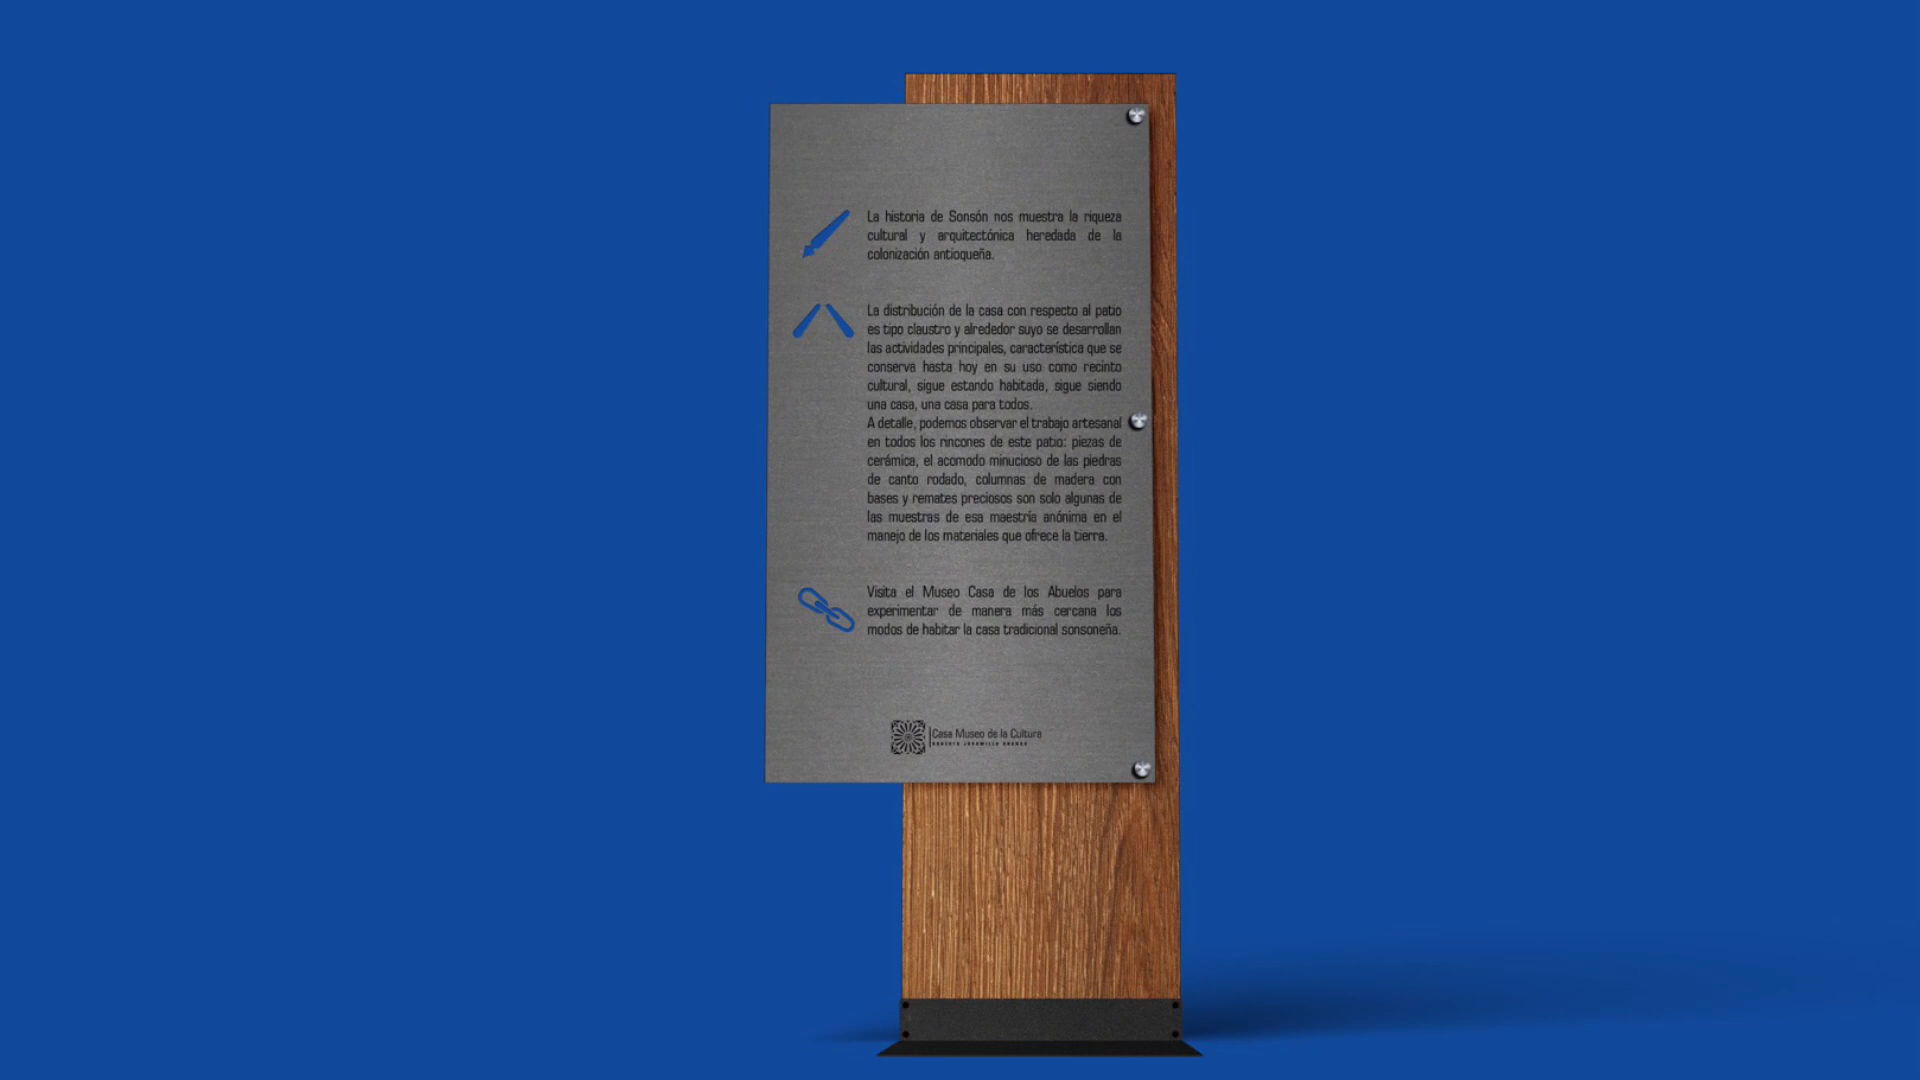 La historia de Sonsón nos muestra la riqueza
cultural y arquitectónica heredada de la
colonización antioqueña.
La distribución de la casa con respecto al patio
es tipo claustro y alrededor suyo se desarrollan
las actividades principales, característica que se
conserva hasta hoy en su uso como recinto
cultural, sigue estando habitada, sigue siendo
una casa, una casa para todos.
A detalle, podemos observar el trabajo artesanal
en todos los rincones de este patio: piezas de
cerámica, el acomodo minucioso de las piedras
de canto rodado, columnas de madera con
bases y remates preciosos son solo algunas de
las muestras de esa maestría anónima en el
manejo de los materiales que ofrece la tierra.
Visita el Museo Casa de los Abuelos para
experimentar de manera más cercana los
modos de habitar la casa tradicional sonsoneña.
Casa Museo de la Cultura
ROBERTO JARAMILLO ARANGO